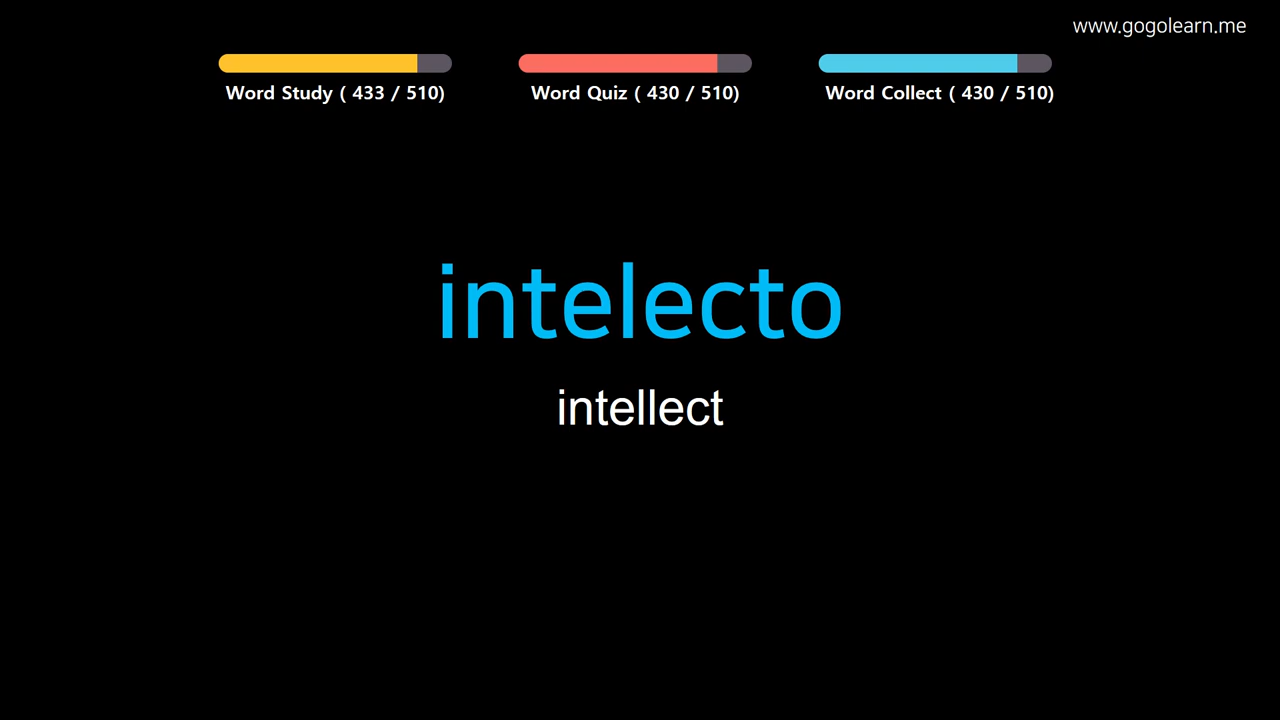 www.gogolearn.me
Word Study ( 433 / 510)
Word Quiz ( 430 / 510)
Word Collect ( 430 / 510)
intelecto
intellect